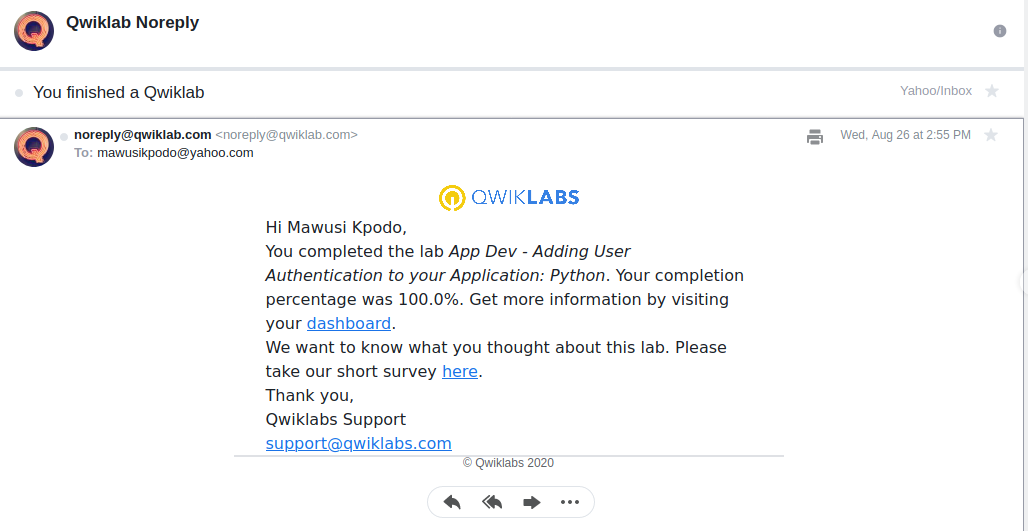 Qwiklab Noreply
You finished a Qwiklab
Yahoo/Inbox
noreply@qwiklab.com <noreply@qwiklab.com>
Wed, Aug 26 at 2:55 PM
To: mawusikpodo@yahoo.com
QWIKLABS
Hi Mawusi Kpodo,
You completed the lab App Dev - Adding User
Authentication to your Application: Python. Your completion
percentage was 100.0%. Get more information by visiting
your dashboard.
We want to know what you thought about this lab. Please
take our short survey here.
Thank you,
Qwiklabs Support
support@qwiklabs.com
© Qwiklabs 2020